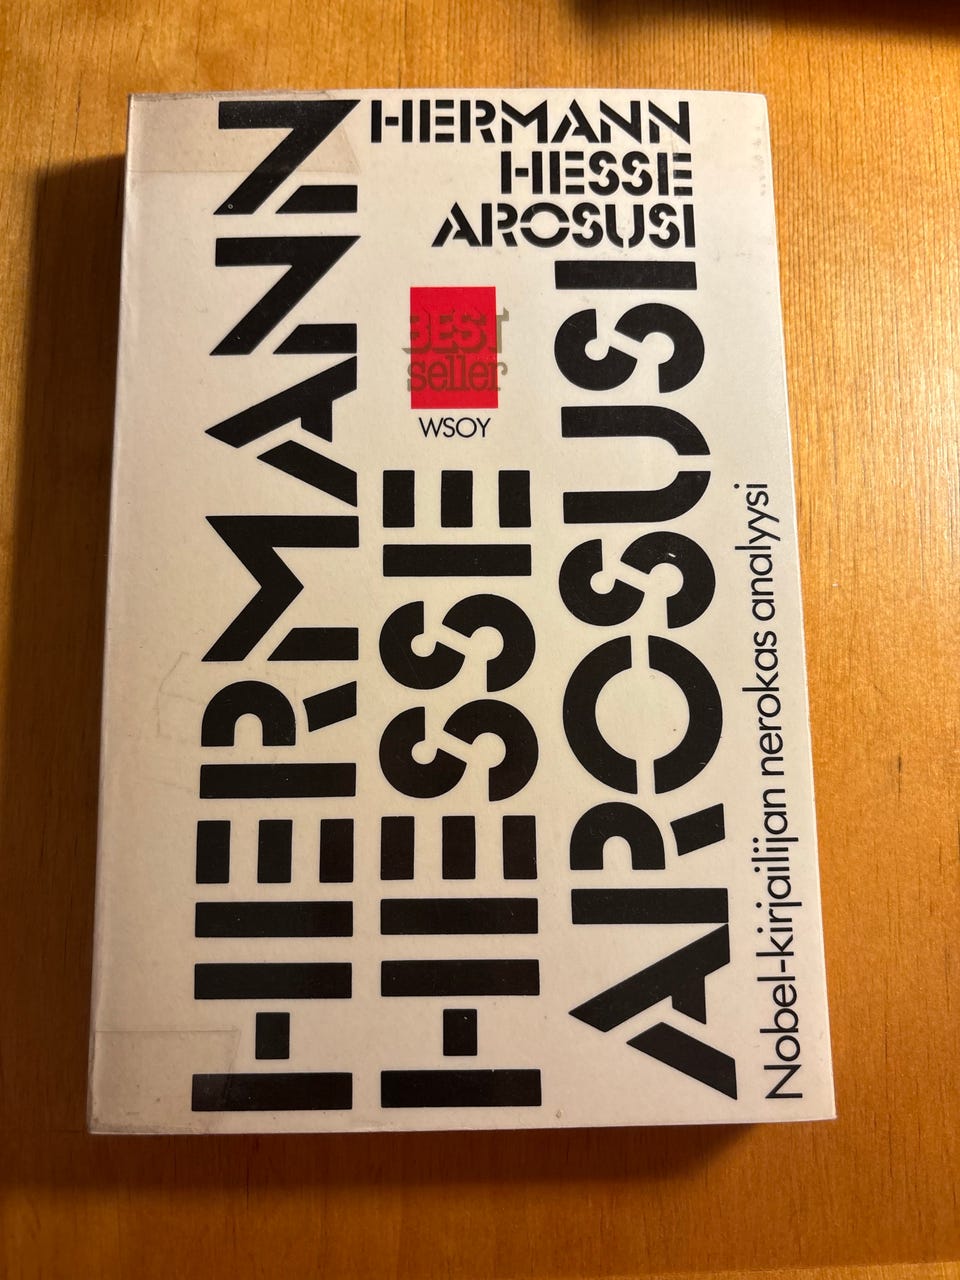 HERMANN
HESSE
AROSUSI
BEST
seller
WSOY
HERMANN
HESSE
AROSUSI
Nobel-kirjailijan nerokas analyysi